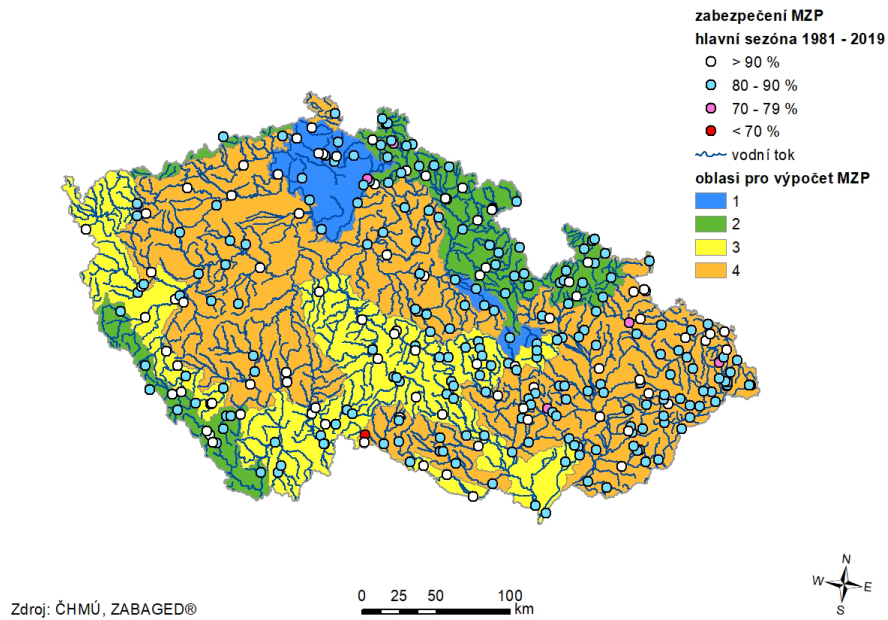 zabezpečení MZP
hlavní sezóna 1981 - 2019
> 90 %
80 - 90 %
70 - 79 %
< 70 %
vodní tok
oblasi pro výpočet MZP
1
2
3
4
N
W E
S
0 25 50 100
km
Zdroj: ČHMÚ, ZABAGED®